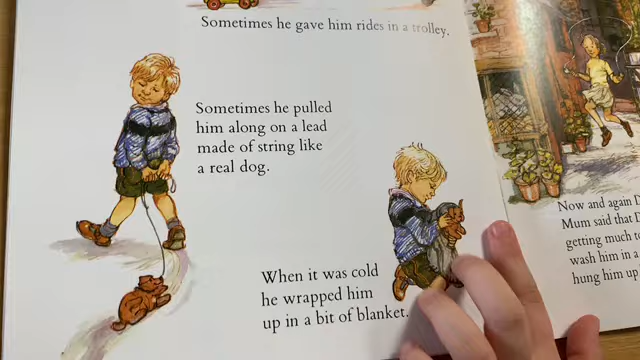 Sometimes he gave him rides in a trolley.
Sometimes he pulled
him along on a lead
made of string like
a real dog.
When it was cold
he wrapped him
up in a bit of blanket.
Now and again D
Mum said that D
getting much to
wash him in a
hung him up